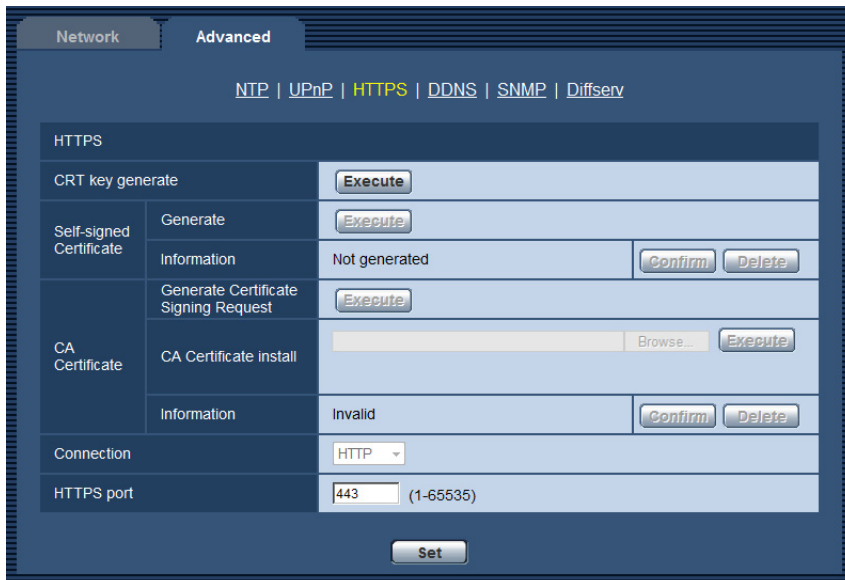 Network Advanced
NTP | UPnP | HTTPS | DDNS | SNMP | Diffserv
HTTPS
CRT key generate Execute
Self-signed Certificate
Generate Execute
Information Not generated Confirm Delete
CA Certificate
Generate Certificate Signing Request Execute
CA Certificate install Browse... Execute
Information Invalid Confirm Delete
Connection HTTP
HTTPS port 443 (1-65535)
Set